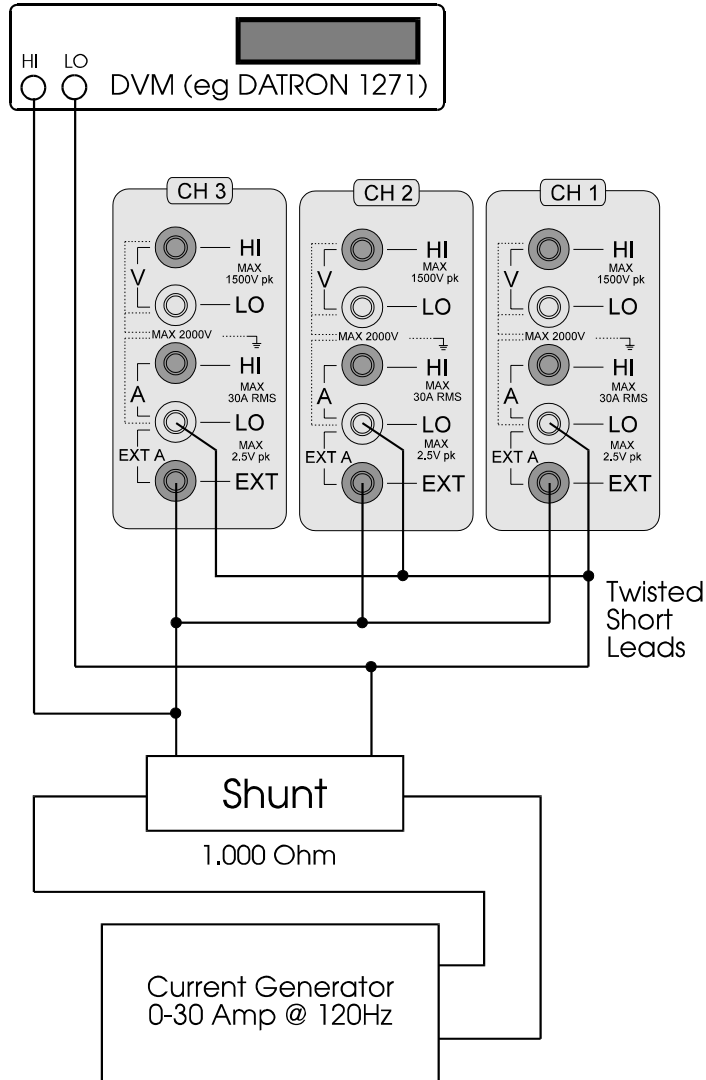 HI LO
DVM (eg DATRON 1271)
CH 3
HI
MAX
1500V pk
V
LO
MAX 2000V
HI
MAX
30A RMS
A
LO
MAX
2.5V pk
EXT A
EXT
CH 2
HI
MAX
1500V pk
V
LO
MAX 2000V
HI
MAX
30A RMS
A
LO
MAX
2.5V pk
EXT A
EXT
CH 1
HI
MAX
1500V pk
V
LO
MAX 2000V
HI
MAX
30A RMS
A
LO
MAX
2.5V pk
EXT A
EXT
Twisted
Short
Leads
Shunt
1.000 Ohm
Current Generator
0-30 Amp @ 120Hz